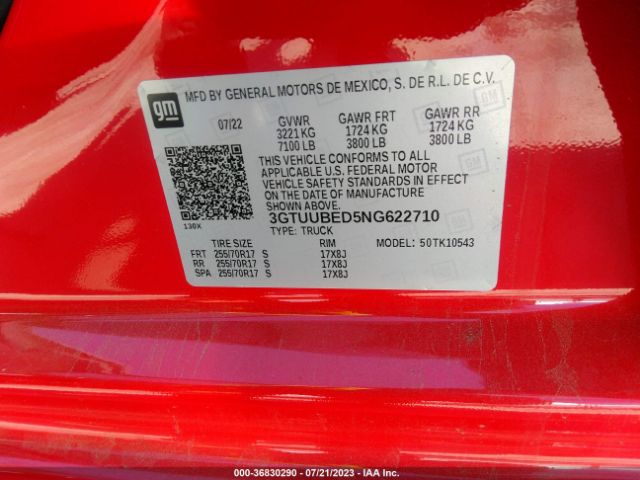 gm
MFD BY GENERAL MOTORS DE MEXICO, S. DE R.L. DE C.V.
07/22 GVWR GAWR FRT GAWR RR
3221 KG 1724 KG 1724 KG
7100 LB 3800 LB 3800 LB
THIS VEHICLE CONFORMS TO ALL
APPLICABLE U.S. FEDERAL MOTOR
VEHICLE SAFETY STANDARDS IN EFFECT
ON THE DATE OF MANUFACTURE
SHOWN ABOVE.
130X 3GTUUBED5NG622710
TYPE: TRUCK MODEL: 50TK10543
TIRE SIZE RIM
FRT 255/70R17 S 17X8J
RR 255/70R17 S 17X8J
SPA 255/70R17 S 17X8J
000-36830290 - 07/21/2023 - IAA Inc.